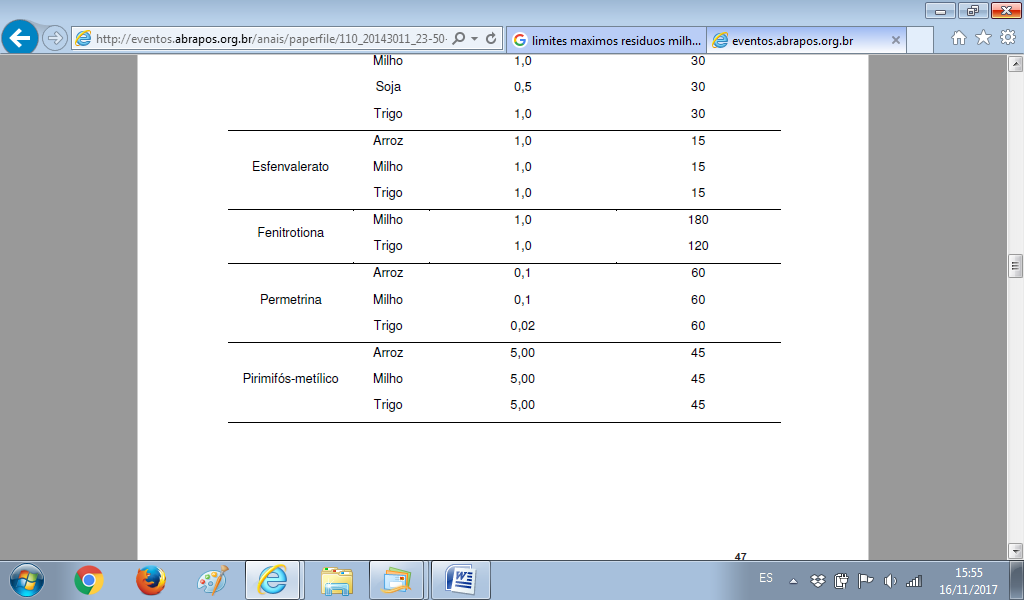 http://eventos.abrapos.org.br/anais/paperfile/110_20143011_23-50-
limites maximos residuos milh...
eventos.abrapos.org.br
Milho 1,0 30
Soja 0,5 30
Trigo 1,0 30
Arroz 1,0 15
Esfenvalerato Milho 1,0 15
Trigo 1,0 15
Milho 1,0 180
Fenitrotiona
Trigo 1,0 120
Arroz 0,1 60
Permetrina Milho 0,1 60
Trigo 0,02 60
Arroz 5,00 45
Pirimifós-metílico Milho 5,00 45
Trigo 5,00 45
47
ES
15:55
16/11/2017